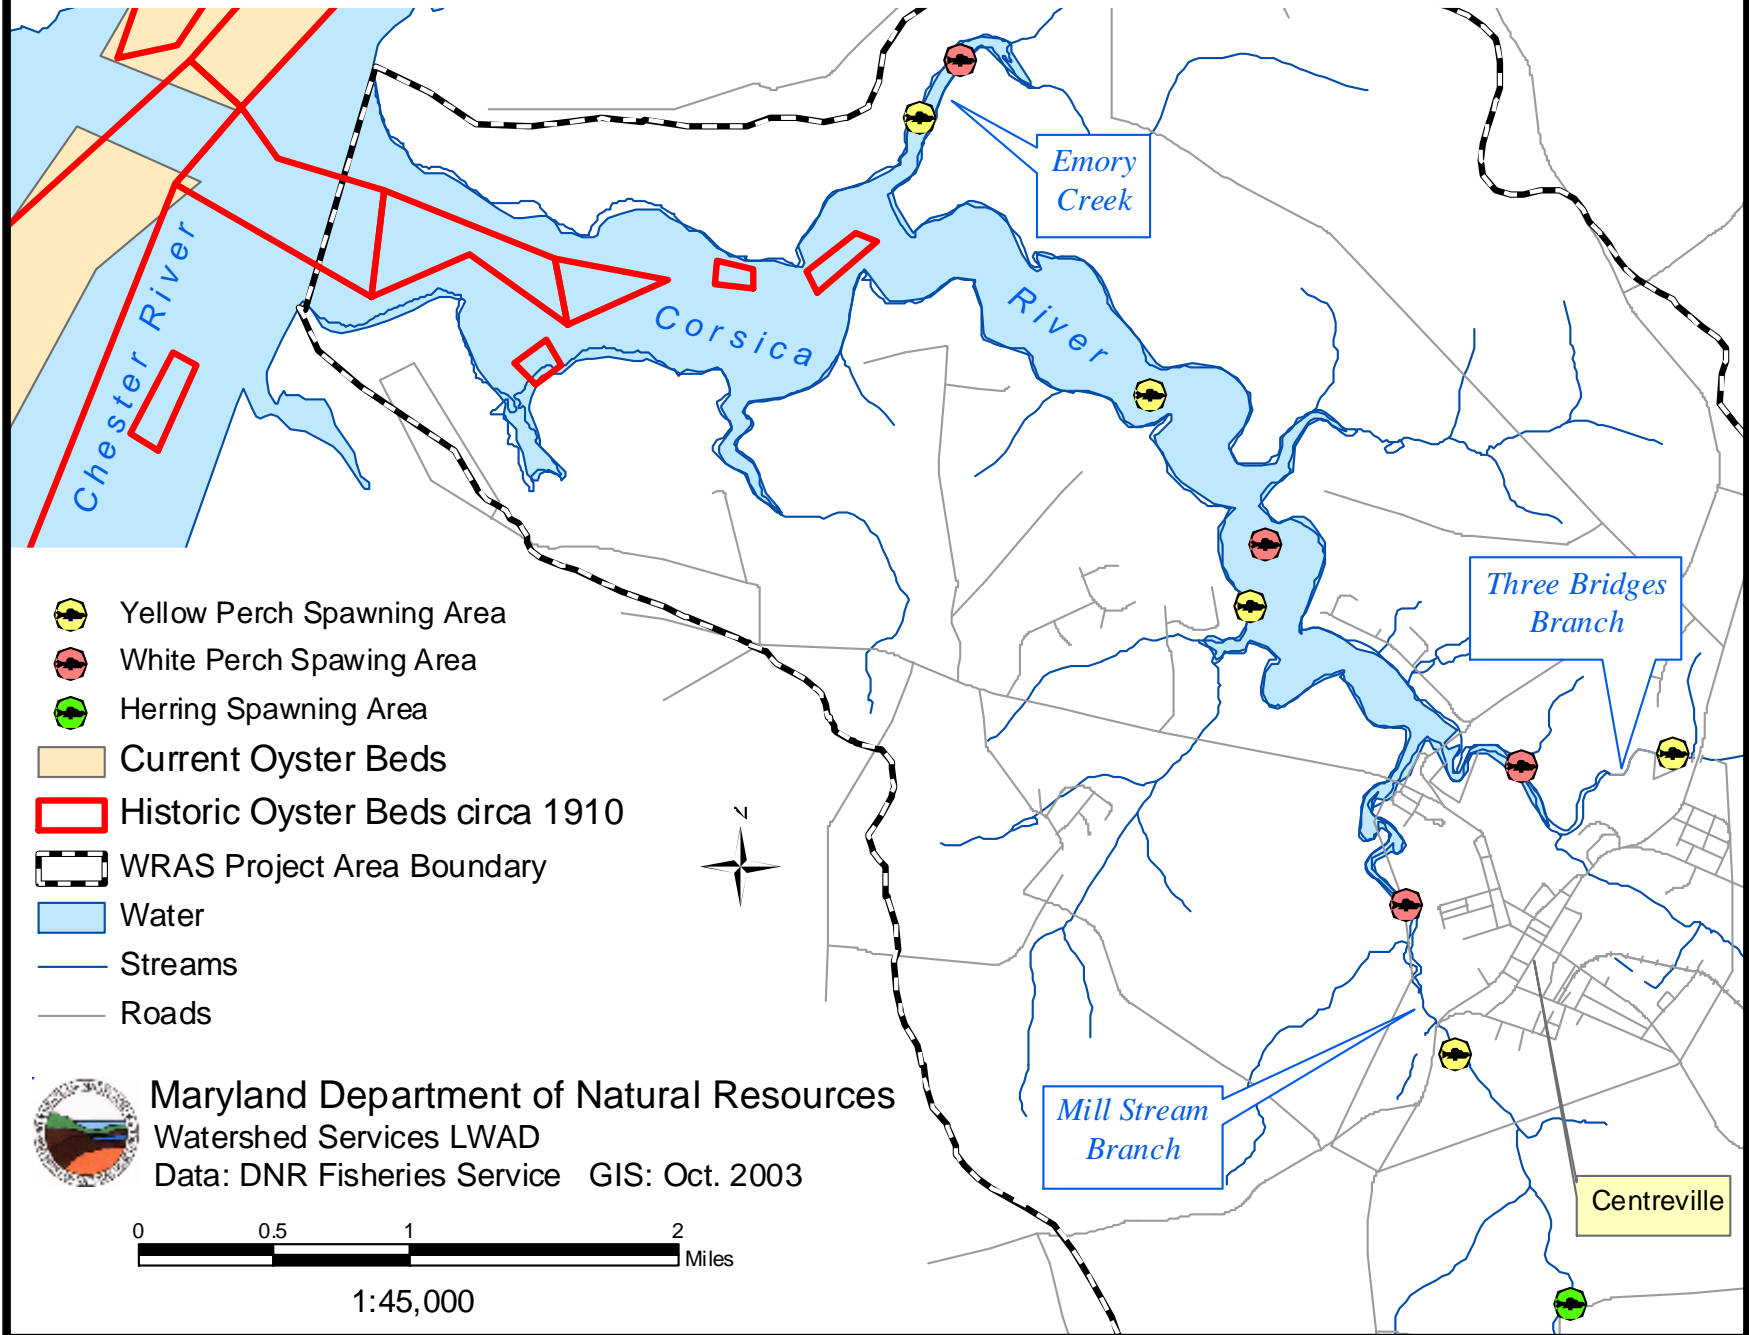 Emory
Creek
Chester River
Corsica
River
Three Bridges
Branch
Yellow Perch Spawning Area
White Perch Spawing Area
Herring Spawning Area
Current Oyster Beds
Historic Oyster Beds circa 1910
WRAS Project Area Boundary
Water
Streams
Roads
N
Maryland Department of Natural Resources
Watershed Services LWAD
Data: DNR Fisheries Service GIS: Oct. 2003
Mill Stream
Branch
Centreville
0 0.5 1 2
Miles
1:45,000